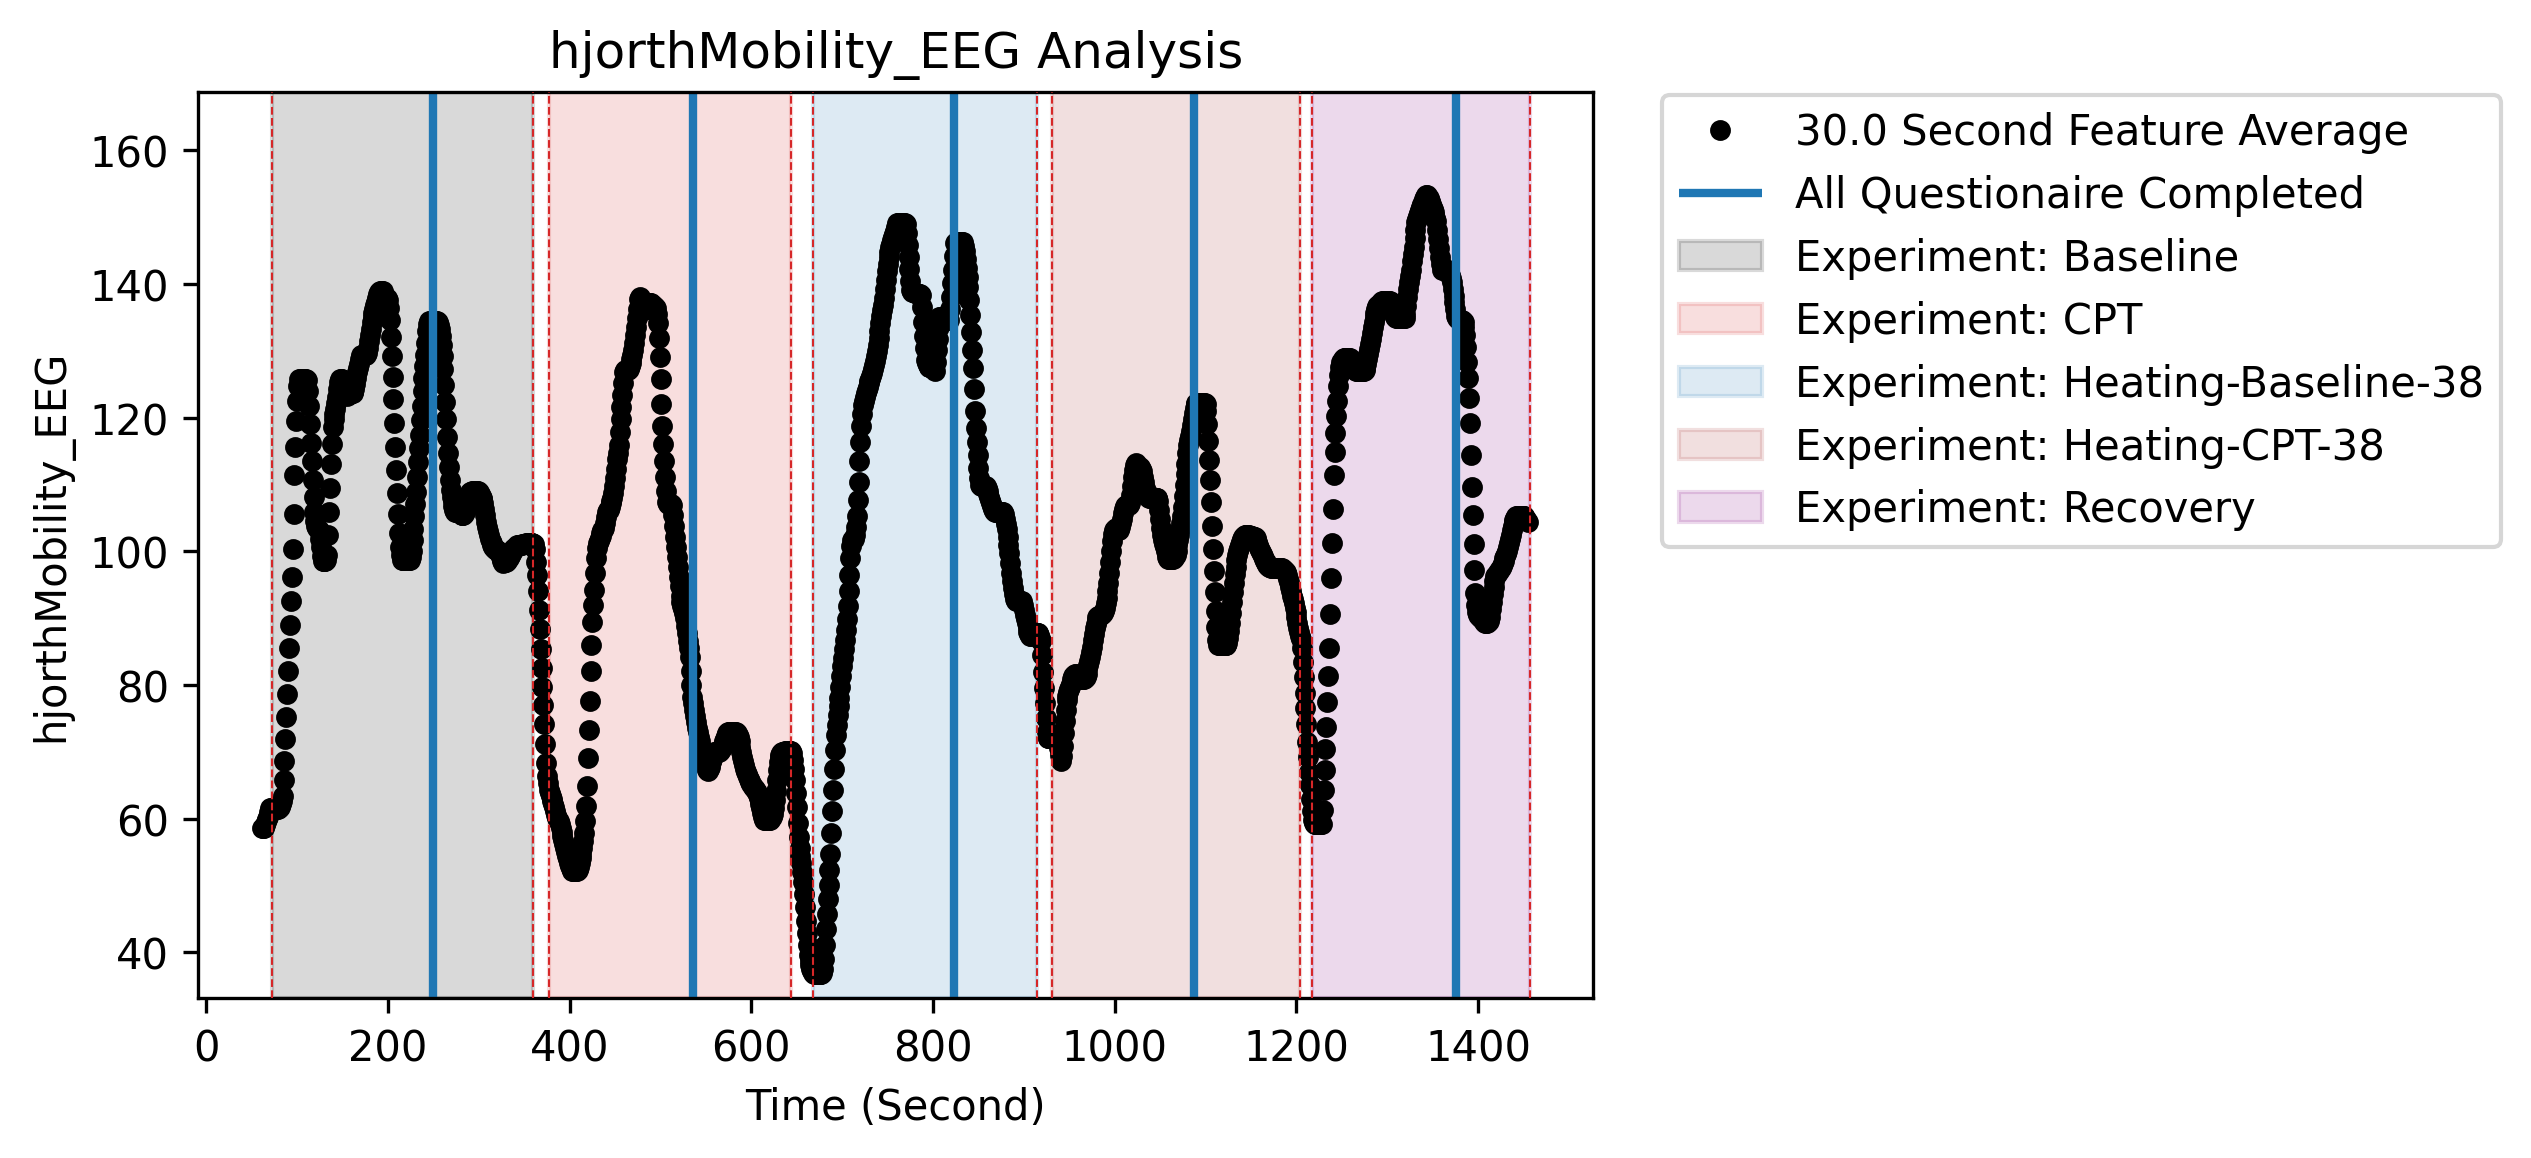 hjorthMobility_EEG Analysis
hjorthMobility_EEG
160
140
120
100
80
60
40
0 200 400 600 800 1000 1200 1400
Time (Second)
30.0 Second Feature Average
All Questionaire Completed
Experiment: Baseline
Experiment: CPT
Experiment: Heating-Baseline-38
Experiment: Heating-CPT-38
Experiment: Recovery